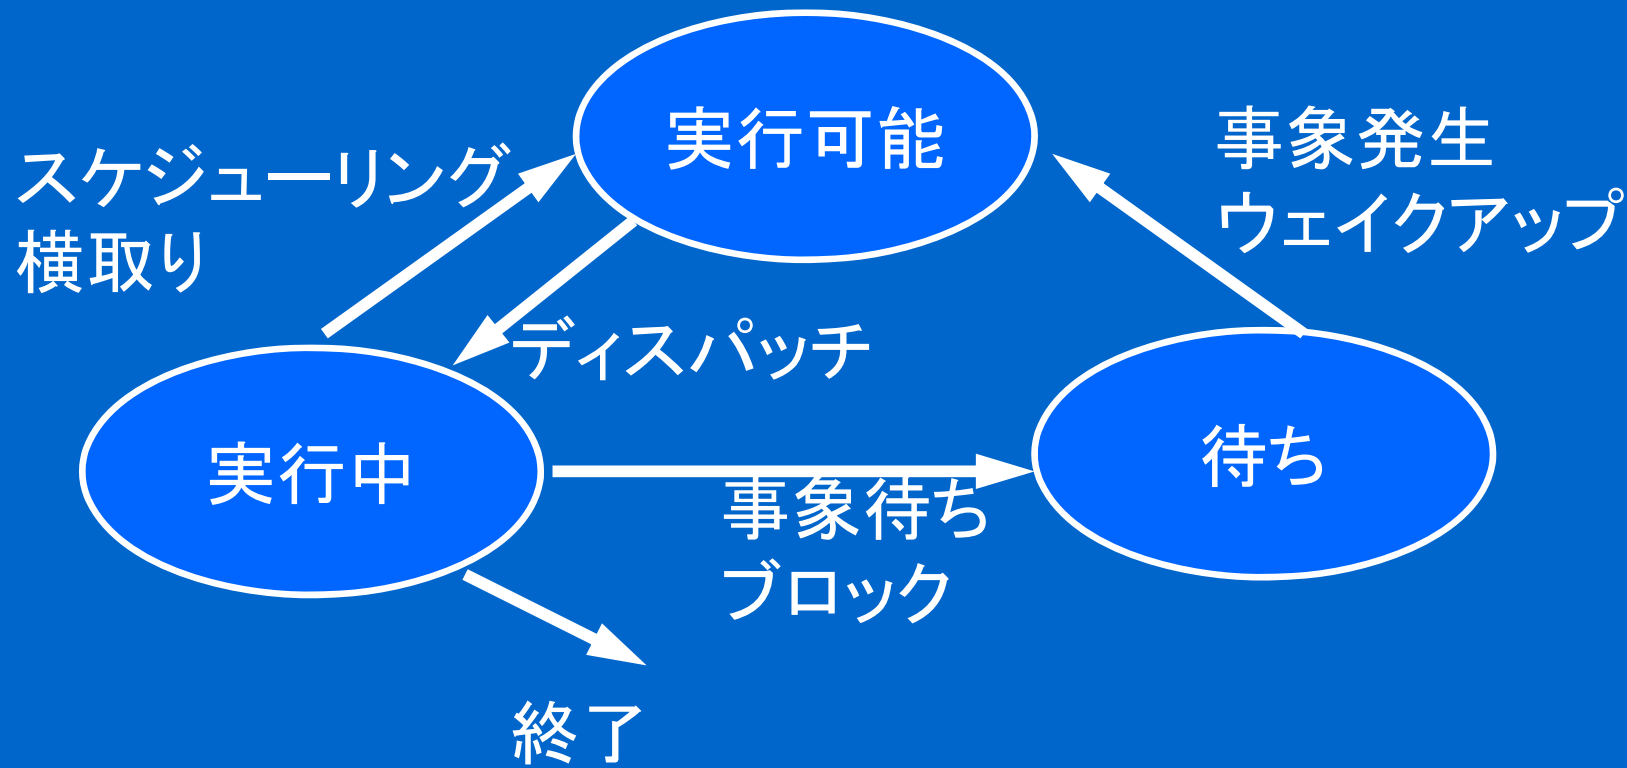 実行可能
事象発生
ウェイクアップ
スケジューリング
横取り
ディスパッチ
実行中
待ち
事象待ち
ブロック
終了